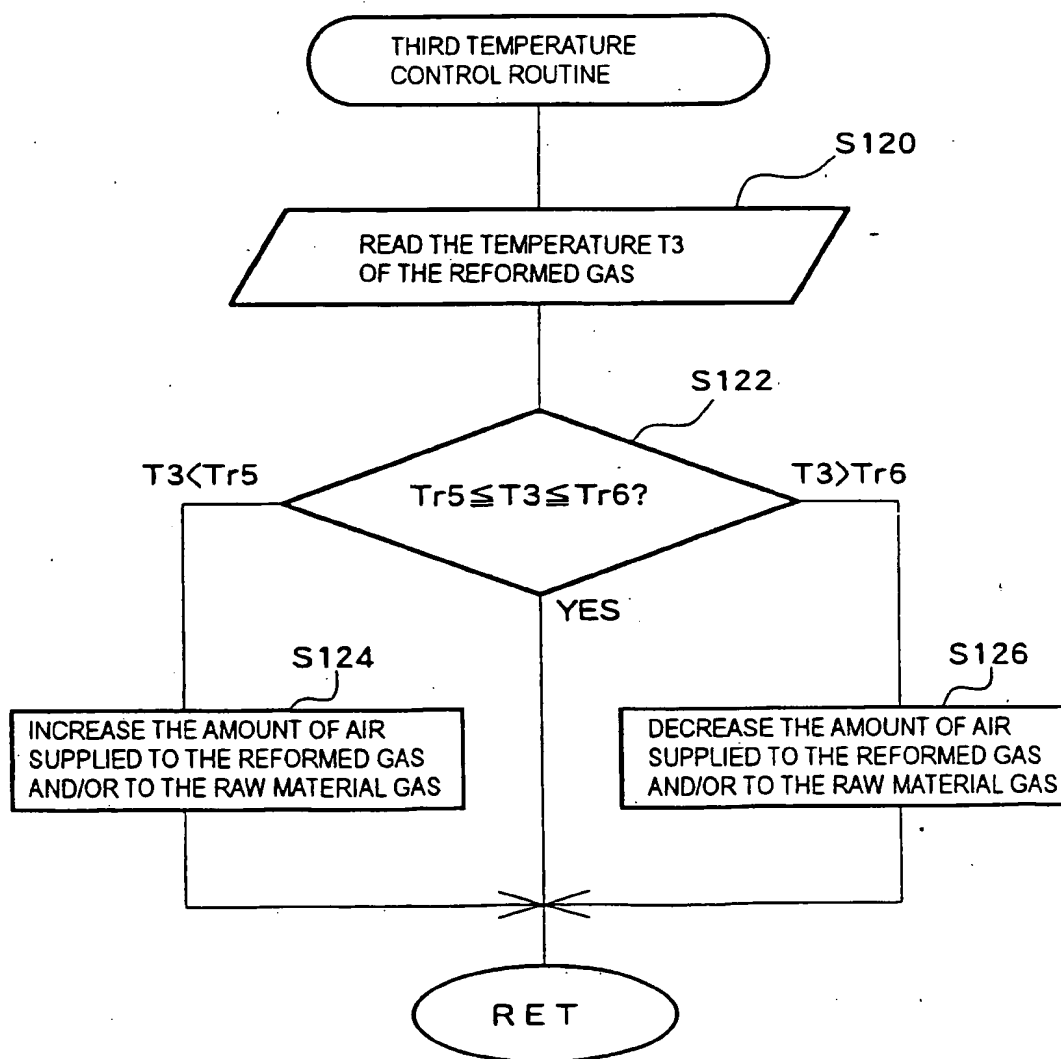 THIRD TEMPERATURE
CONTROL ROUTINE
S120
READ THE TEMPERATURE T3
OF THE REFORMED GAS
S122
T3<Tr5
Tr5≦T3≦Tr6?
T3>Tr6
YES
S124
INCREASE THE AMOUNT OF AIR
SUPPLIED TO THE REFORMED GAS
AND/OR TO THE RAW MATERIAL GAS
S126
DECREASE THE AMOUNT OF AIR
SUPPLIED TO THE REFORMED GAS
AND/OR TO THE RAW MATERIAL GAS
RET